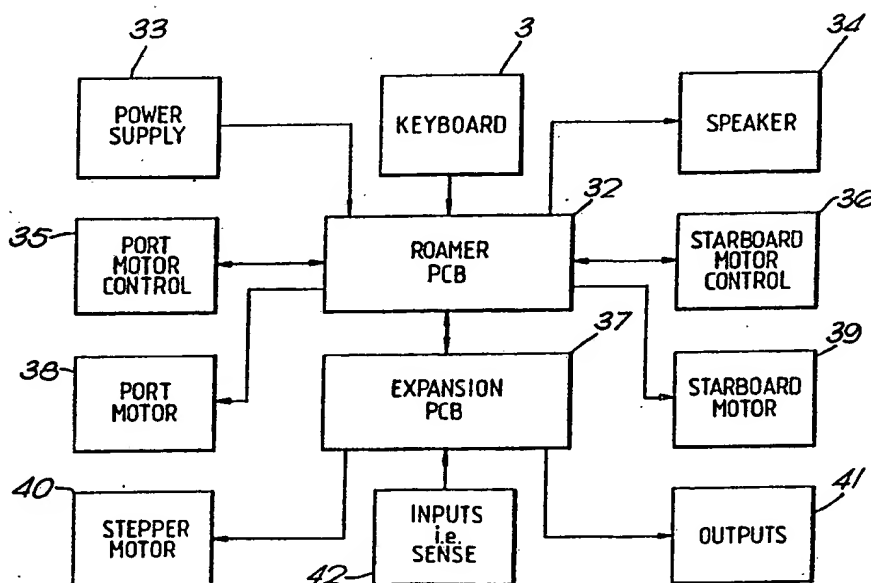 33
3
34
POWER
SUPPLY
KEYBOARD
SPEAKER
32
35
36
PORT
MOTOR
CONTROL
ROAMER
PCB
STARBOARD
MOTOR
CONTROL
37
38
39
PORT
MOTOR
EXPANSION
PCB
STARBOARD
MOTOR
40
41
STEPPER
MOTOR
INPUTS
i.e.
SENSE
OUTPUTS
42